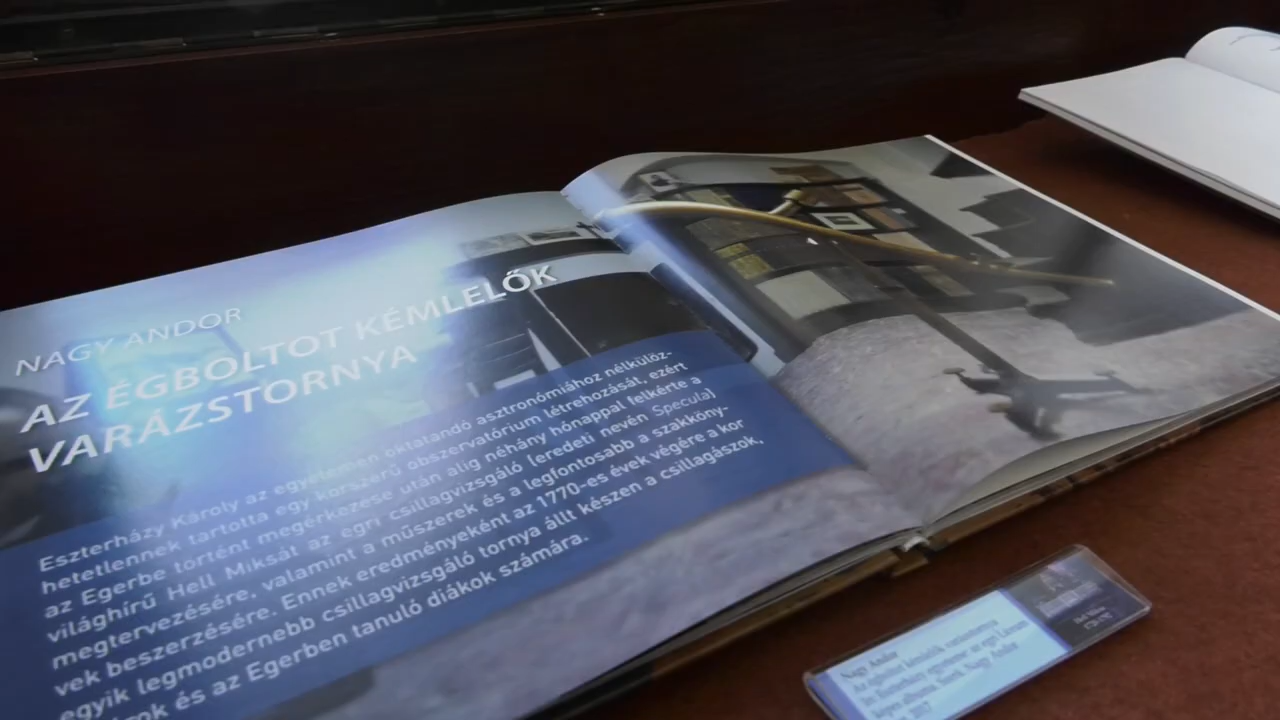 NAGY ANDOR
AZ ÉGBOLTOT KÉMLELŐK
VARÁZSTORNYA
Eszterházy Károly az egyetemen oktatandó asztronómiához nélkülöz-
hetetlennek tartotta egy korszerű obszervatórium létrehozását, ezért
az Egerbe történt megérkezése után alig néhány hónappal felkérte a
világhírű Hell Miksát az egri csillagvizsgáló (eredeti nevén Specula)
megtervezésére, valamint a műszerek és a legfontosabb a szakköny-
vek beszerzésére. Ennek eredményeként az 1770-es évek végére a kor
egyik legmodernebb csillagvizsgáló tornya állt készen a csillagászok,
és az Egerben tanuló diákok számára.
Nagy Andor